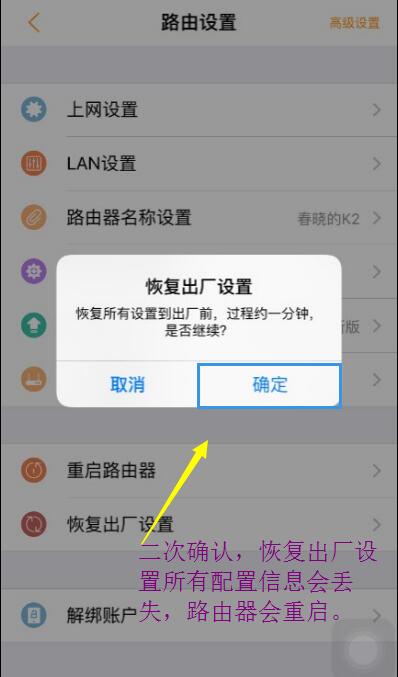 路由设置
高级设置
上网设置
LAN设置
路由器名称设置
春晓的K2
恢复出厂设置
恢复所有设置到出厂前，过程约一分钟，
是否继续？
新版
取消
确定
重启路由器
恢复出厂设置
二次确认，恢复出厂设
置所有配置信息会丢
失，路由器会重启。
解绑账户